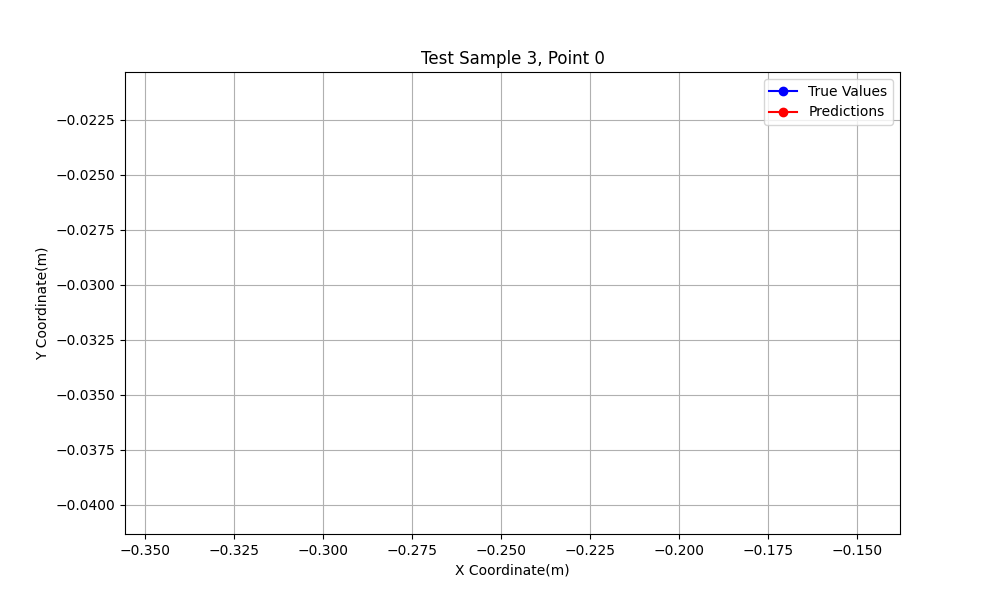 Test Sample 3, Point 0
True Values
Predictions
−0.0225
−0.0250
−0.0275
−0.0300
−0.0325
−0.0350
−0.0375
−0.0400
Y Coordinate(m)
−0.350 −0.325 −0.300 −0.275 −0.250 −0.225 −0.200 −0.175 −0.150
X Coordinate(m)